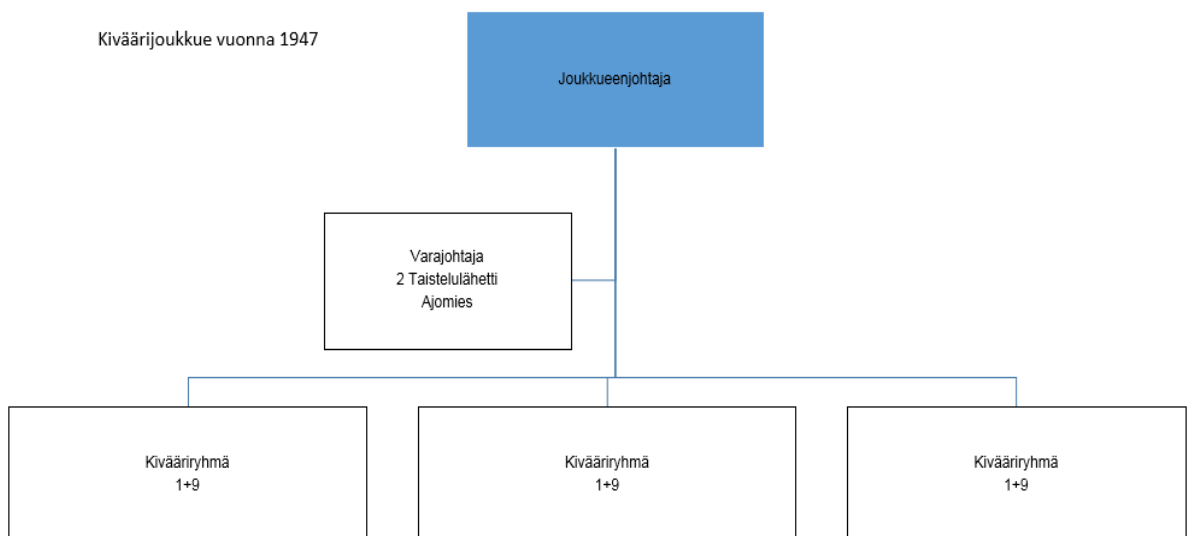 Kiväärijoukkue vuonna 1947
Joukkueenjohtaja
Varajohtaja
2 Taistelulähetti
Ajomies
Kivääriryhmä
1+9
Kivääriryhmä
1+9
Kivääriryhmä
1+9